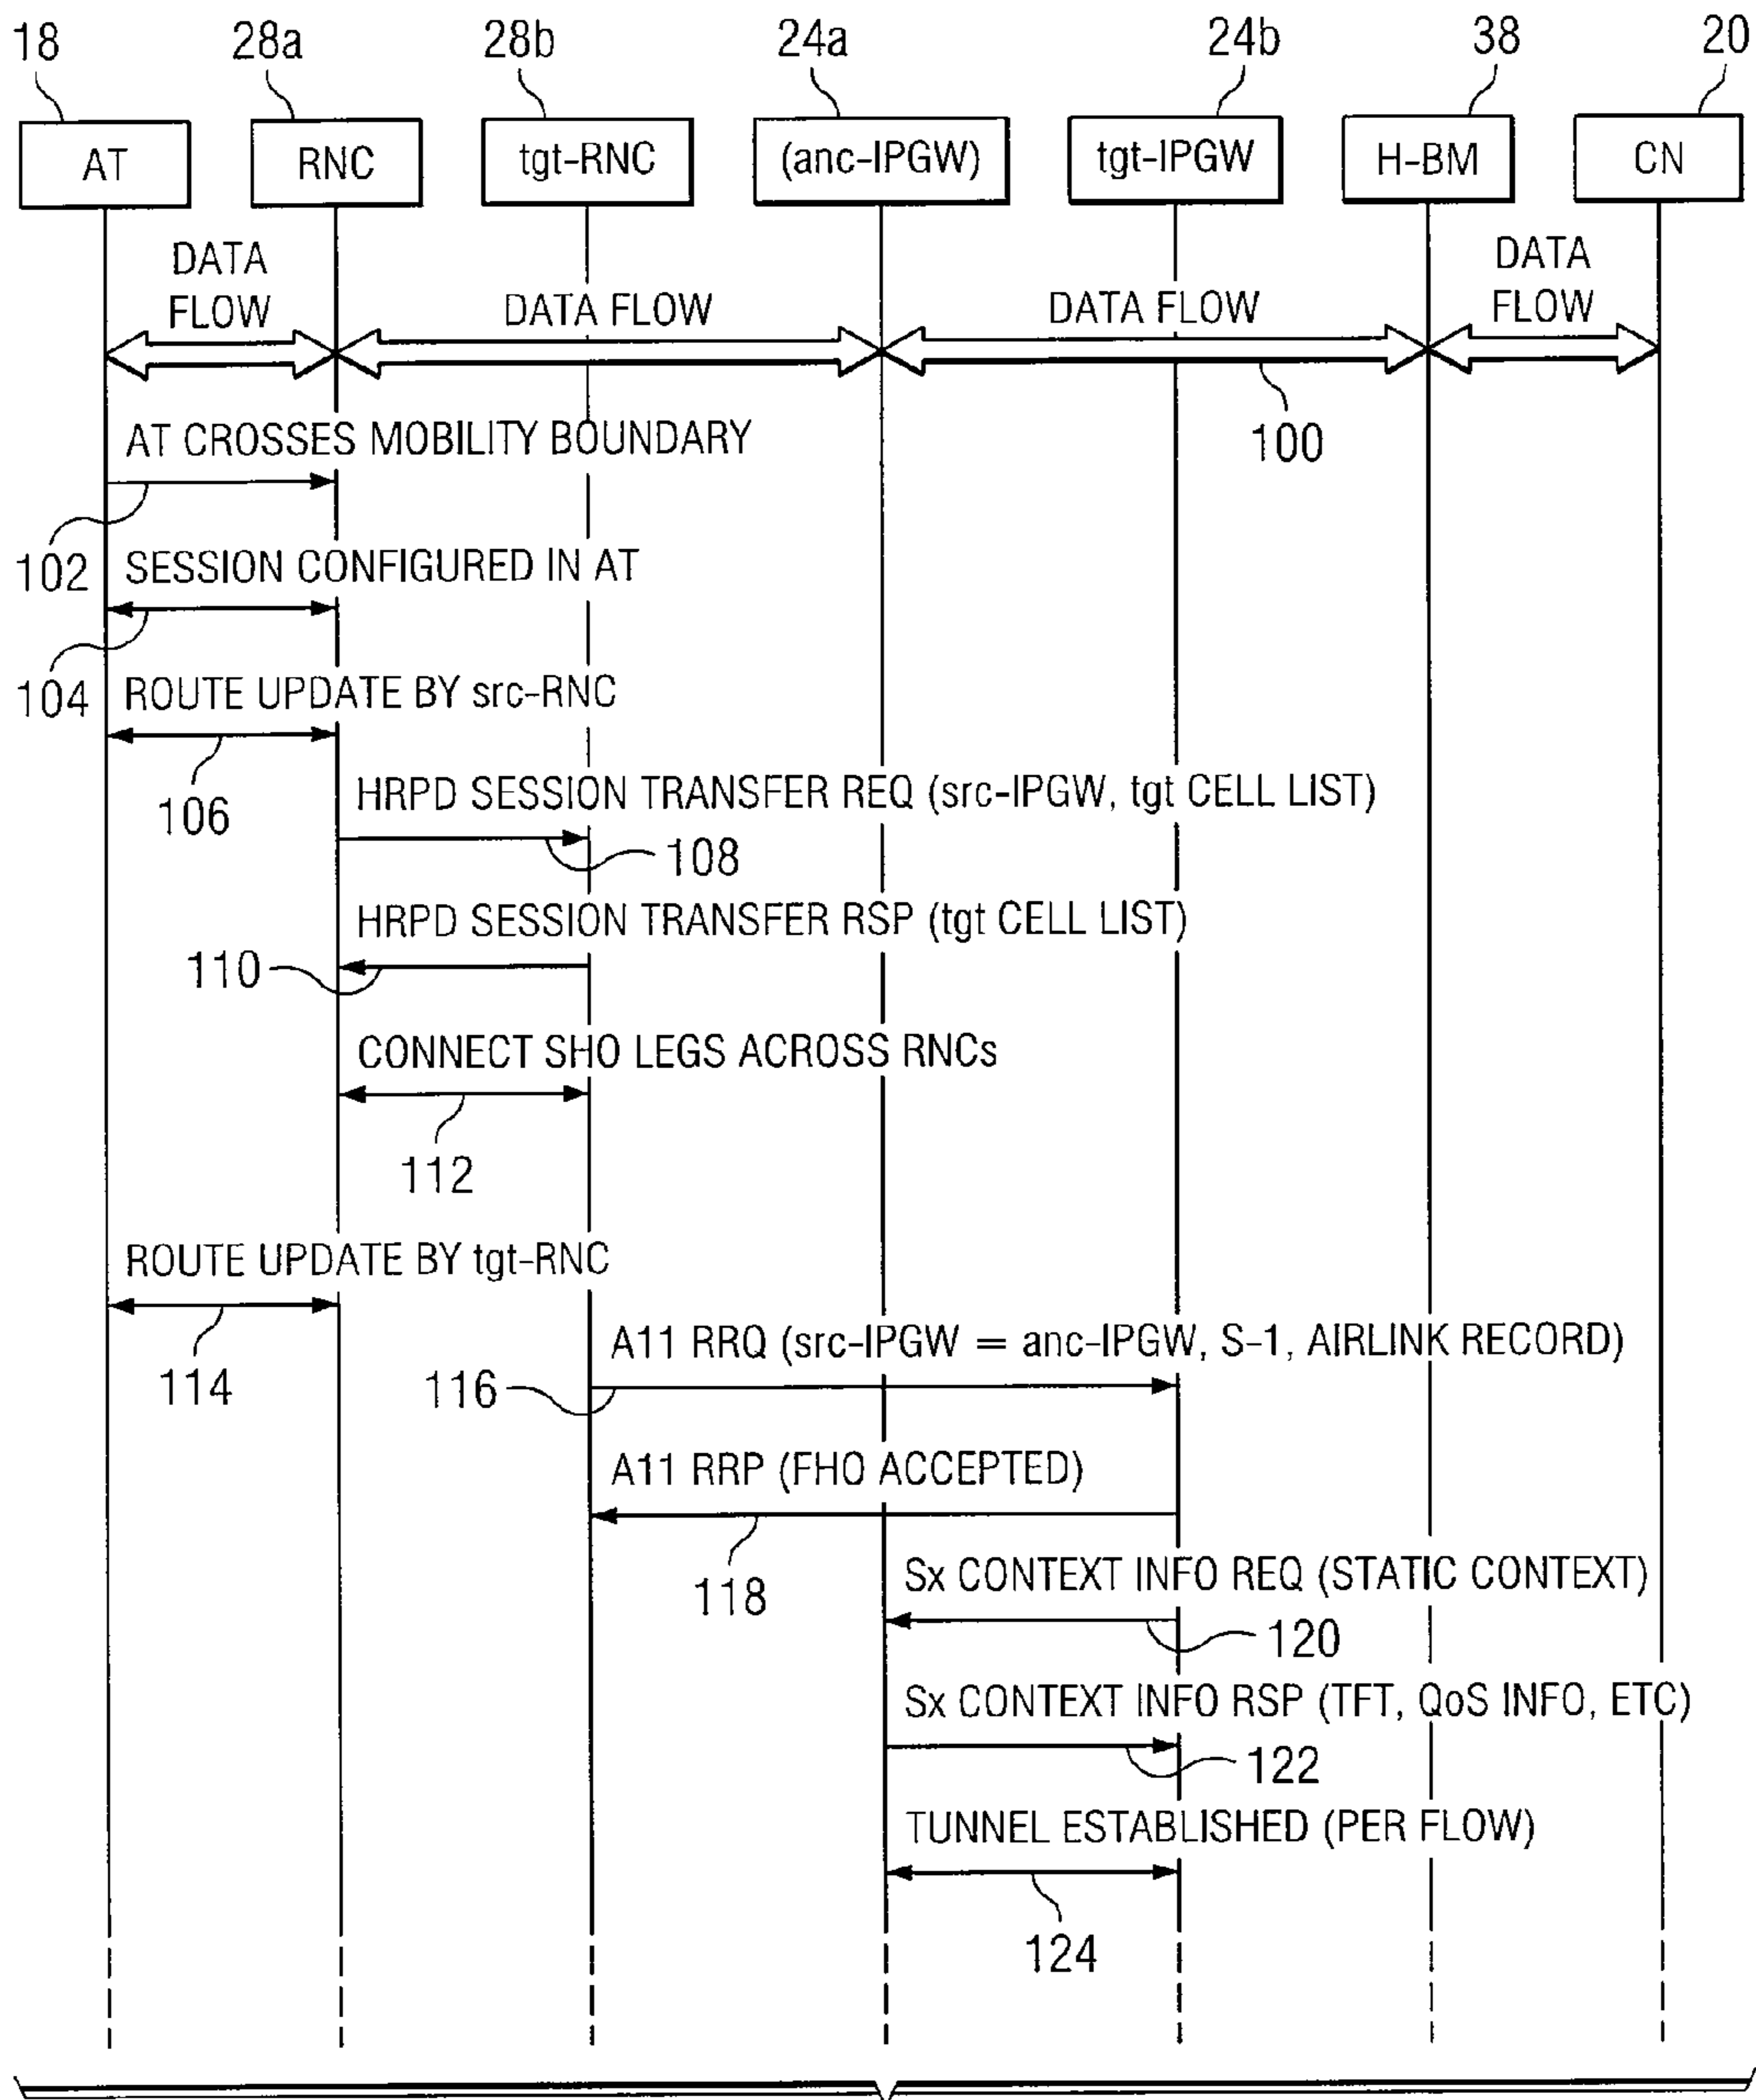 18 28a 28b 24a 24b 38 20
AT RNC tgt-RNC (anc-IPGW) tgt-IPGW H-BM CN
DATA FLOW
DATA FLOW
DATA FLOW
DATA FLOW
100
AT CROSSES MOBILITY BOUNDARY
102
SESSION CONFIGURED IN AT
104
ROUTE UPDATE BY src-RNC
106
HRPD SESSION TRANSFER REQ (src-IPGW, tgt CELL LIST)
108
HRPD SESSION TRANSFER RSP (tgt CELL LIST)
110
CONNECT SHO LEGS ACROSS RNCs
112
ROUTE UPDATE BY tgt-RNC
114
A11 RRQ (src-IPGW = anc-IPGW, S-1, AIRLINK RECORD)
116
A11 RRP (FHO ACCEPTED)
118
Sx CONTEXT INFO REQ (STATIC CONTEXT)
120
Sx CONTEXT INFO RSP (TFT, QoS INFO, ETC)
122
TUNNEL ESTABLISHED (PER FLOW)
124